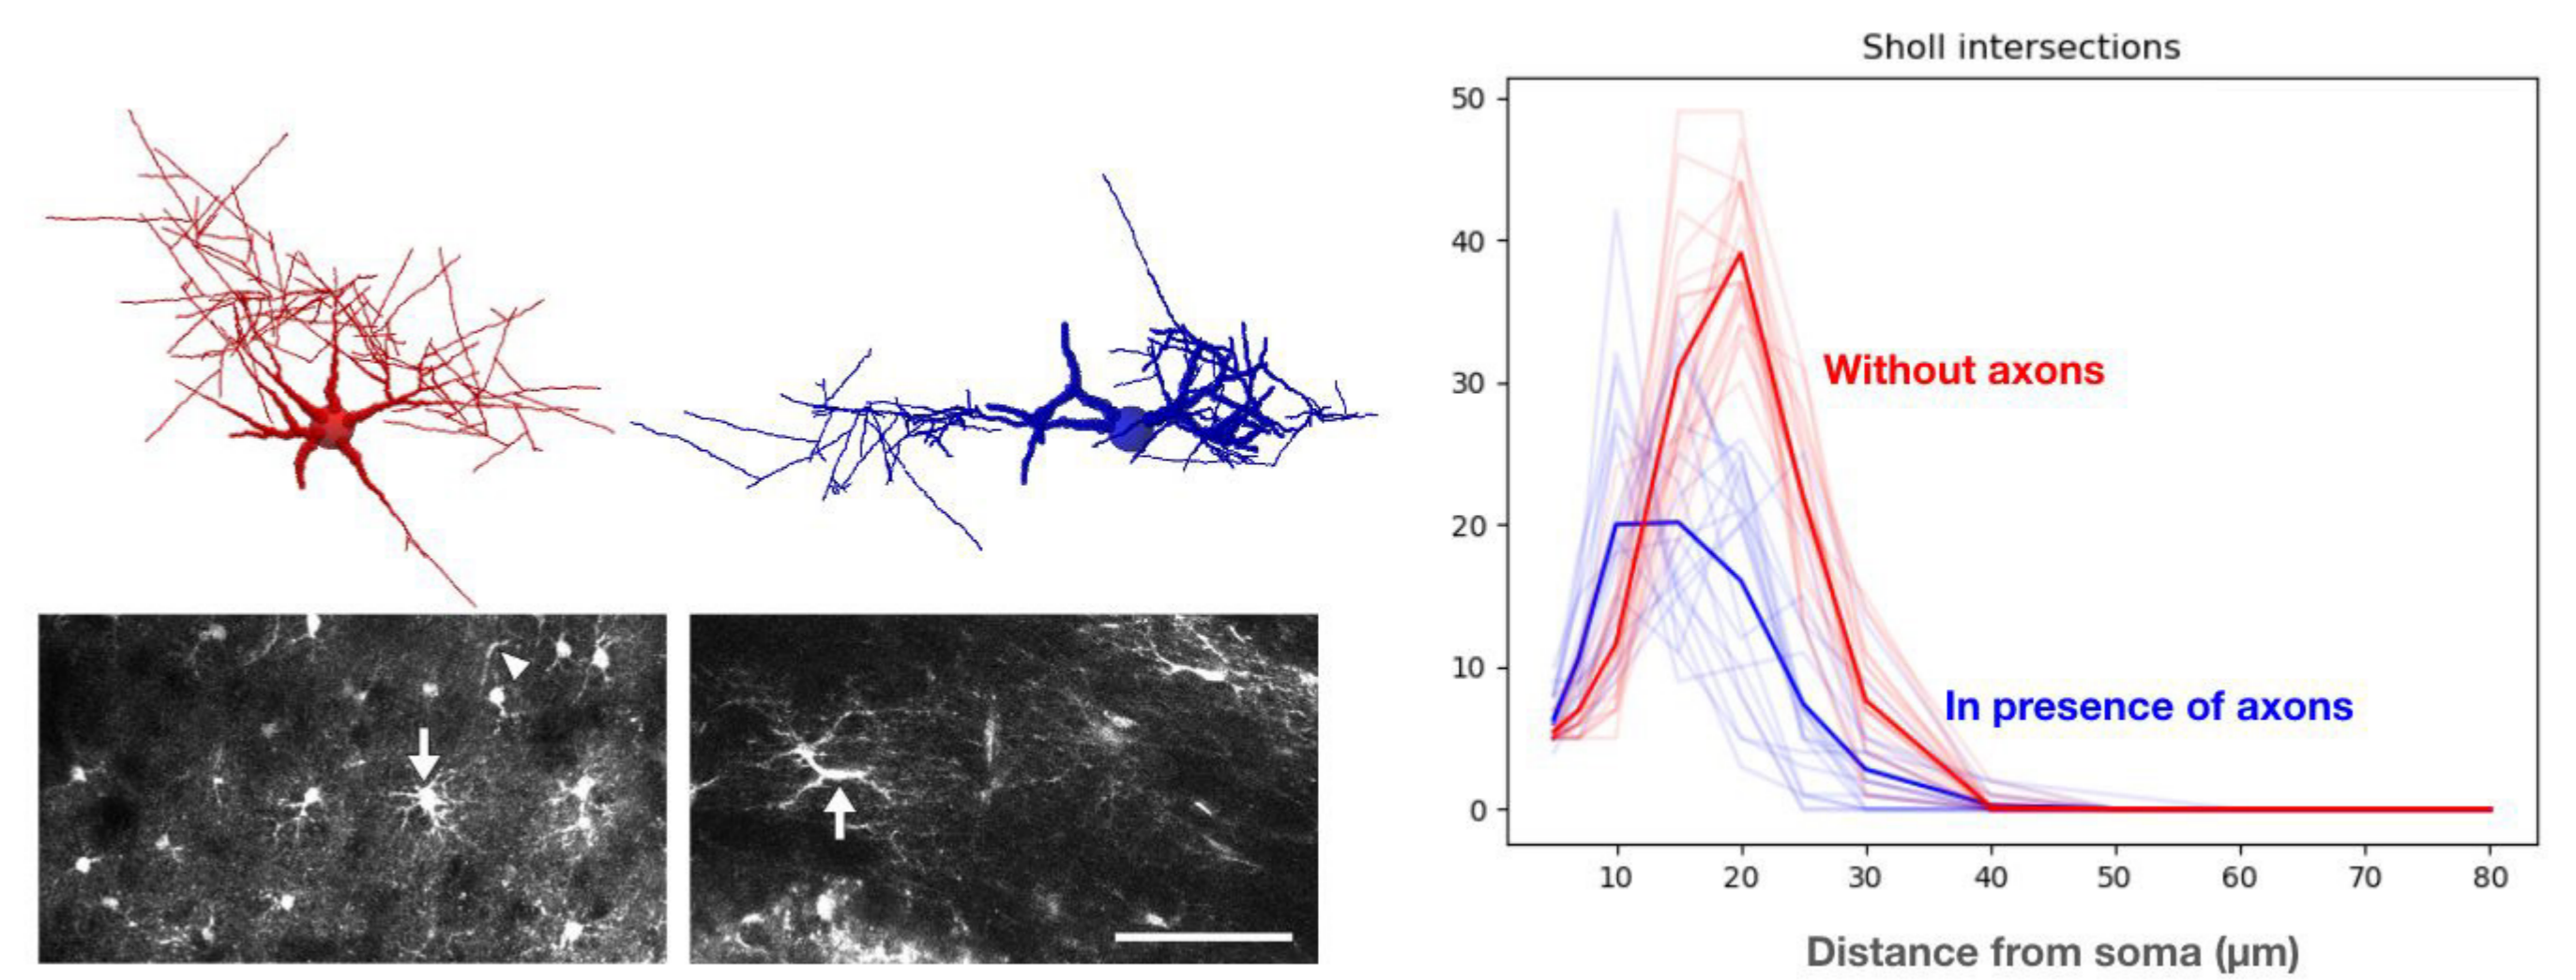 Sholl intersections
50
40
30
20
10
0
Without axons
In presence of axons
10 20 30 40 50 60 70 80
Distance from soma (μm)